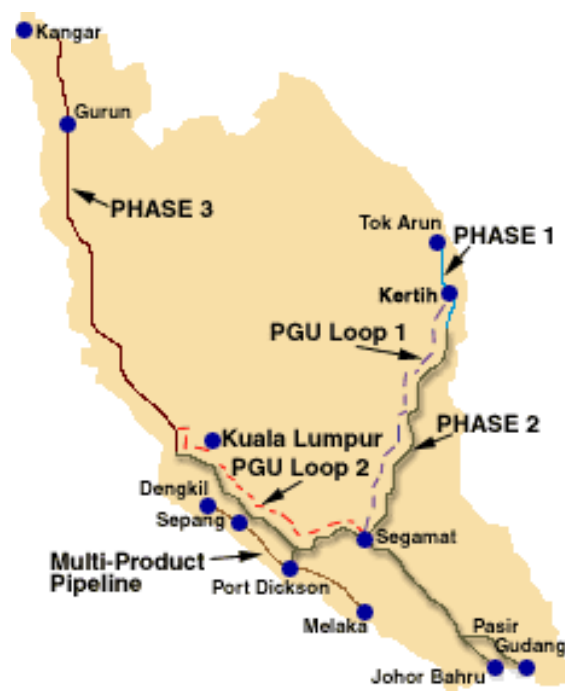 Kangar
Gurun
PHASE 3
Tok Arun
PHASE 1
Kertih
PGU Loop 1
PHASE 2
Kuala Lumpur
PGU Loop 2
Dengkil
Sepang
Segamat
Multi-Product
Pipeline
Port Dickson
Melaka
Pasir
Gudang
Johor Bahru